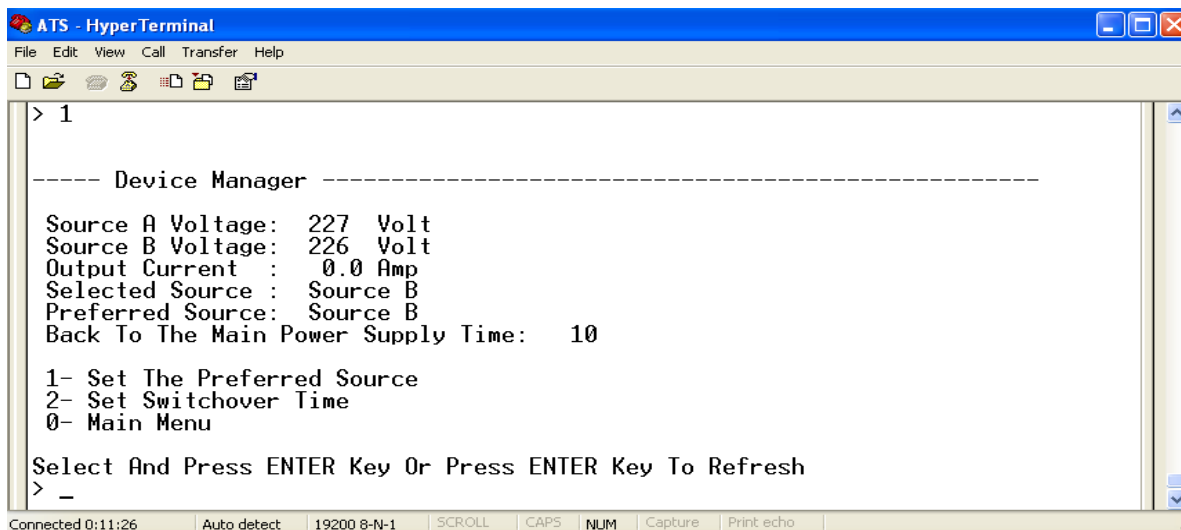 ATS - HyperTerminal
File Edit View Call Transfer Help
> 1
----- Device Manager ----------------------------------------------------
Source A Voltage: 227 Volt
Source B Voltage: 226 Volt
Output Current : 0.0 Amp
Selected Source : Source B
Preferred Source: Source B
Back To The Main Power Supply Time: 10
1- Set The Preferred Source
2- Set Switchover Time
0- Main Menu
Select And Press ENTER Key Or Press ENTER Key To Refresh
> _
Connected 0:11:26 Auto detect 19200 8-N-1 SCROLL CAPS NUM Capture Print echo